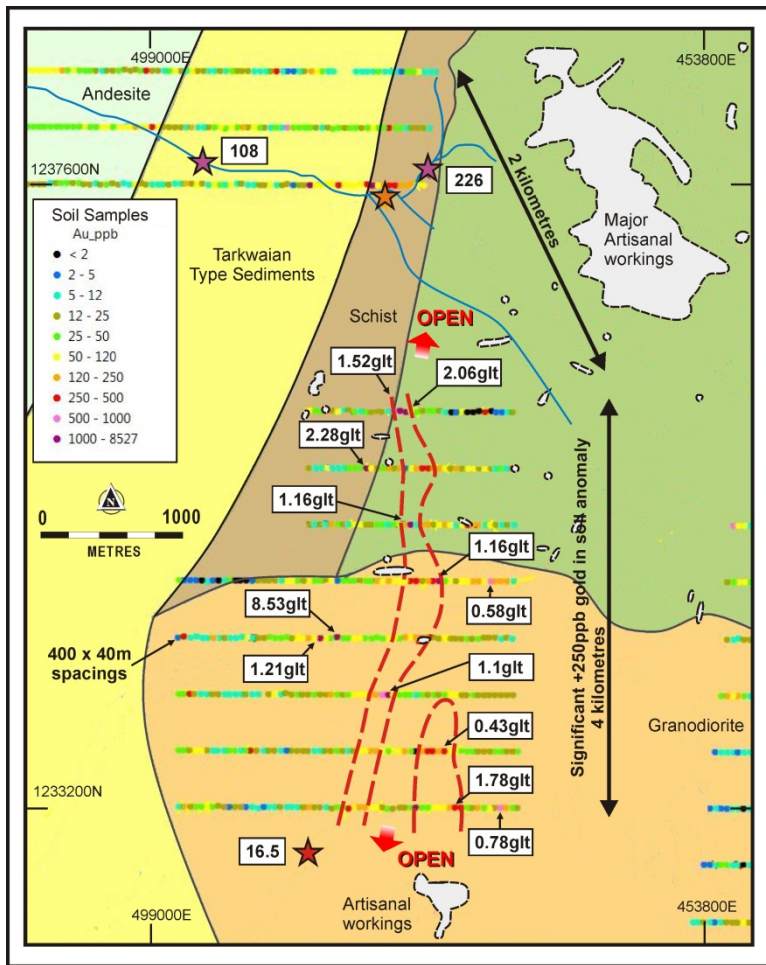 499000E
453800E
Andesite
108
1237600N
226
2 kilometres
Major
Artisanal
workings
Soil Samples
Au_ppb
< 2
2 - 5
5 - 12
12 - 25
25 - 50
50 - 120
120 - 250
250 - 500
500 - 1000
1000 - 8527
Tarkwaian
Type Sediments
Schist
OPEN
1.52glt
2.06glt
2.28glt
N
0 1000
METRES
1.16glt
1.16glt
8.53glt
0.58glt
400 x 40m
spacings
1.21glt
1.1glt
Significant +250ppb gold in soil anomaly
4 kilometres
Granodiorite
0.43glt
1.78glt
1233200N
0.78glt
16.5
OPEN
Artisanal
workings
499000E
453800E